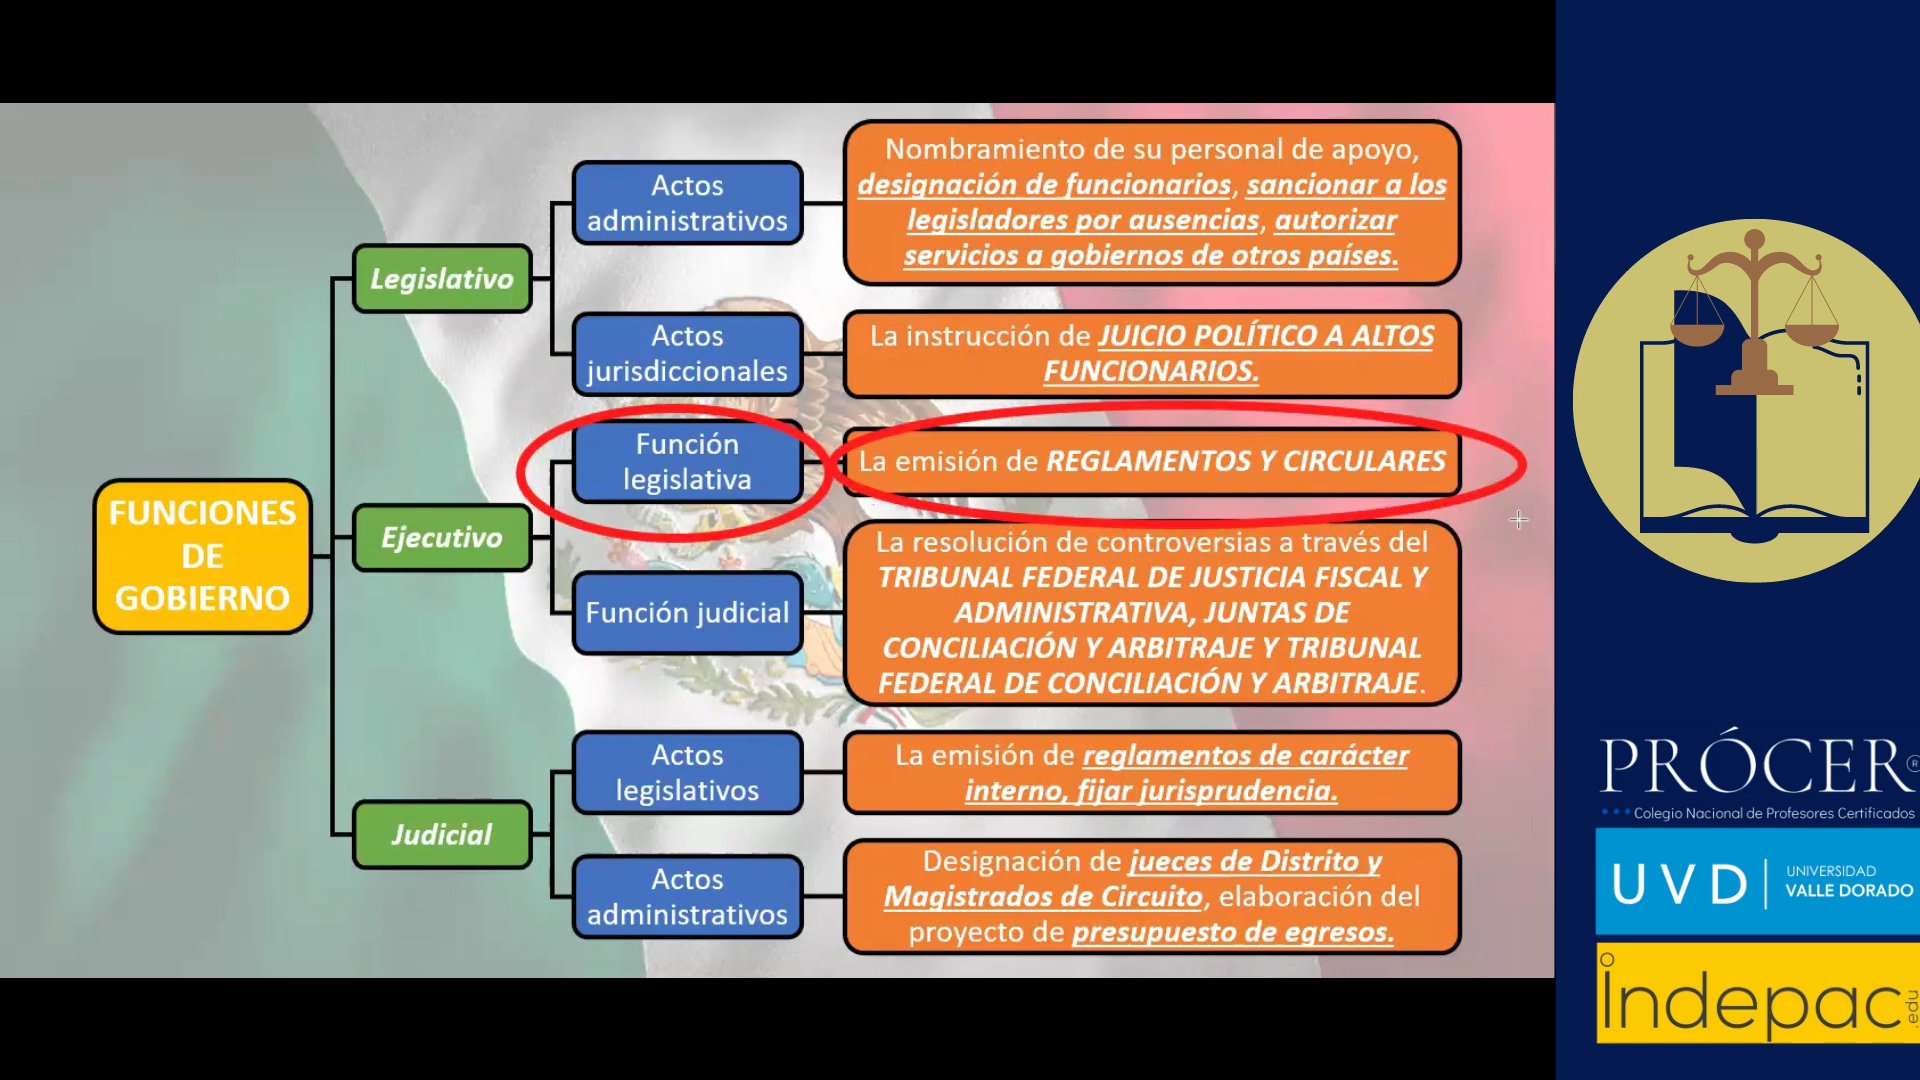 FUNCIONES
DE
GOBIERNO
Legislativo
Actos
administrativos
Nombramiento de su personal de apoyo,
designación de funcionarios, sancionar a los
legisladores por ausencias, autorizar
servicios a gobiernos de otros países.
Actos
jurisdiccionales
La instrucción de JUICIO POLÍTICO A ALTOS
FUNCIONARIOS.
Ejecutivo
Función
legislativa
La emisión de REGLAMENTOS Y CIRCULARES
Función judicial
La resolución de controversias a través del
TRIBUNAL FEDERAL DE JUSTICIA FISCAL Y
ADMINISTRATIVA, JUNTAS DE
CONCILIACIÓN Y ARBITRAJE Y TRIBUNAL
FEDERAL DE CONCILIACIÓN Y ARBITRAJE.
Judicial
Actos
legislativos
La emisión de reglamentos de carácter
interno, fijar jurisprudencia.
Actos
administrativos
Designación de jueces de Distrito y
Magistrados de Circuito, elaboración del
proyecto de presupuesto de egresos.
PRÓCER®
Colegio Nacional de Profesores Certificados
UVD
UNIVERSIDAD
VALLE DORADO
indepac
.edu